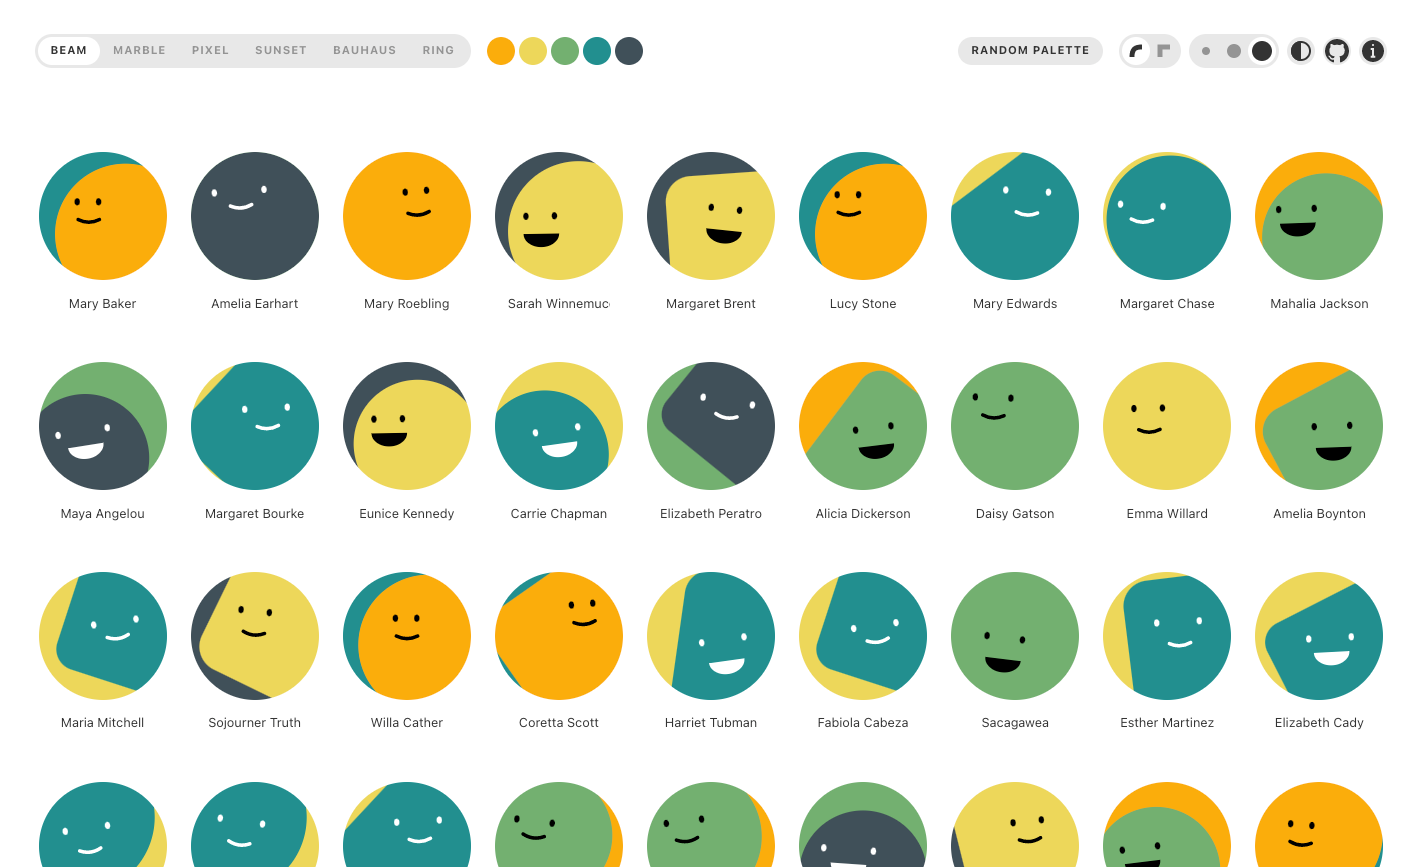 BEAM MARBLE PIXEL SUNSET BAUHAUS RING RANDOM PALETTE
Mary Baker Amelia Earhart Mary Roebling Sarah Winnemuc Margaret Brent Lucy Stone Mary Edwards Margaret Chase Mahalia Jackson
Maya Angelou Margaret Bourke Eunice Kennedy Carrie Chapman Elizabeth Peratro Alicia Dickerson Daisy Gatson Emma Willard Amelia Boynton
Maria Mitchell Sojourner Truth Willa Cather Coretta Scott Harriet Tubman Fabiola Cabeza Sacagawea Esther Martinez Elizabeth Cady